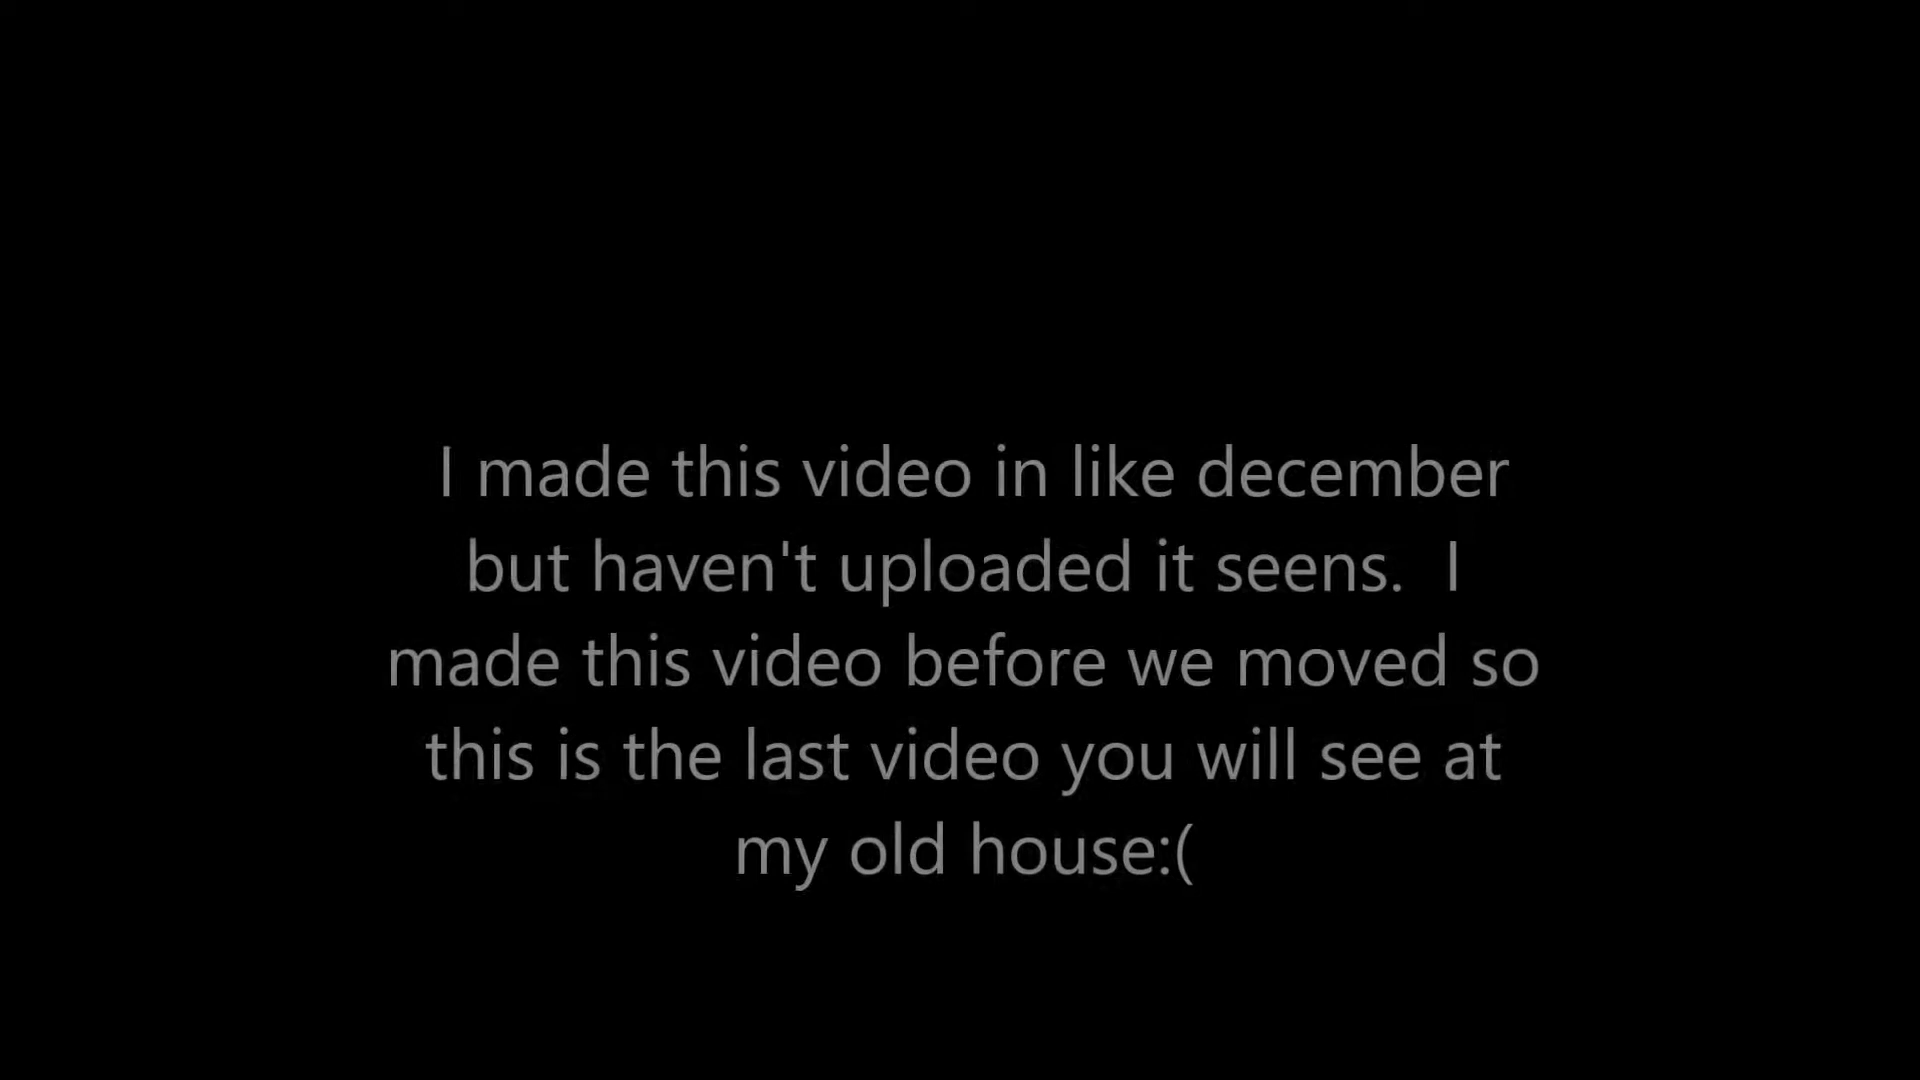 I made this video in like december
but haven't uploaded it seens.  I
made this video before we moved so
this is the last video you will see at
my old house:(